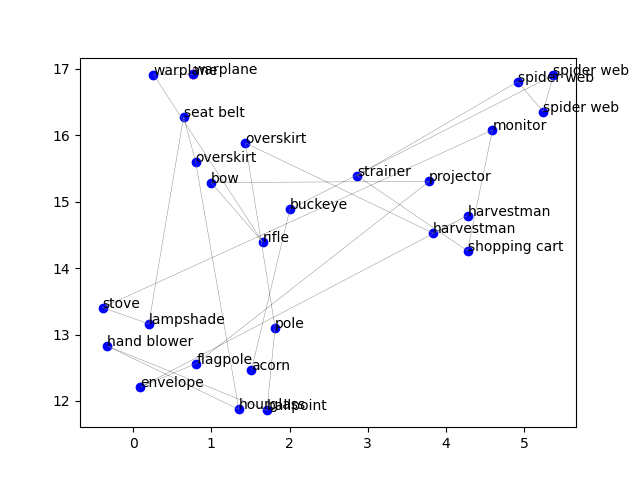 17
16
15
14
13
12
0
1
2
3
4
5
warplane
warplane
spider web
spider web
spider web
seat belt
monitor
overskirt
overskirt
strainer
projector
bow
buckeye
harvestman
harvestman
rifle
shopping cart
stove
lampshade
pole
hand blower
flagpole
acorn
envelope
hourglass
ballpoint